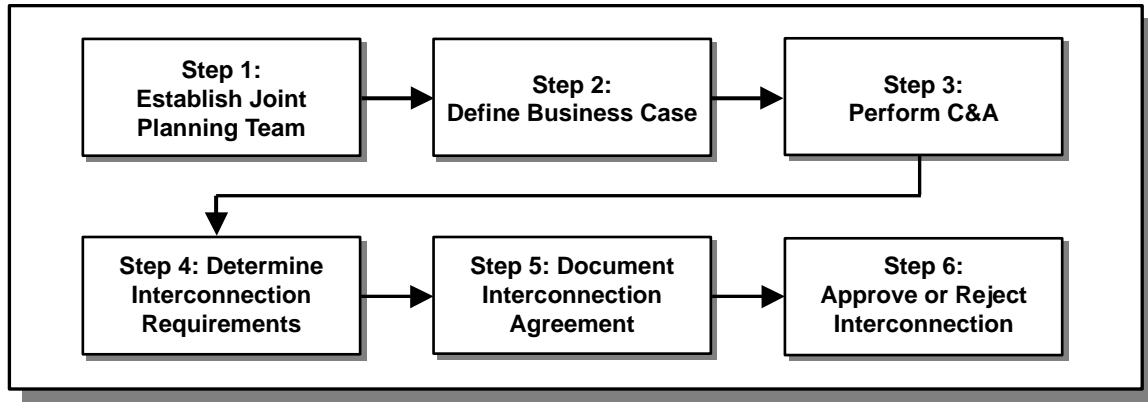 Step 1:
Establish Joint
Planning Team
Step 2:
Define Business Case
Step 3:
Perform C&A
Step 4: Determine
Interconnection
Requirements
Step 5: Document
Interconnection
Agreement
Step 6:
Approve or Reject
Interconnection